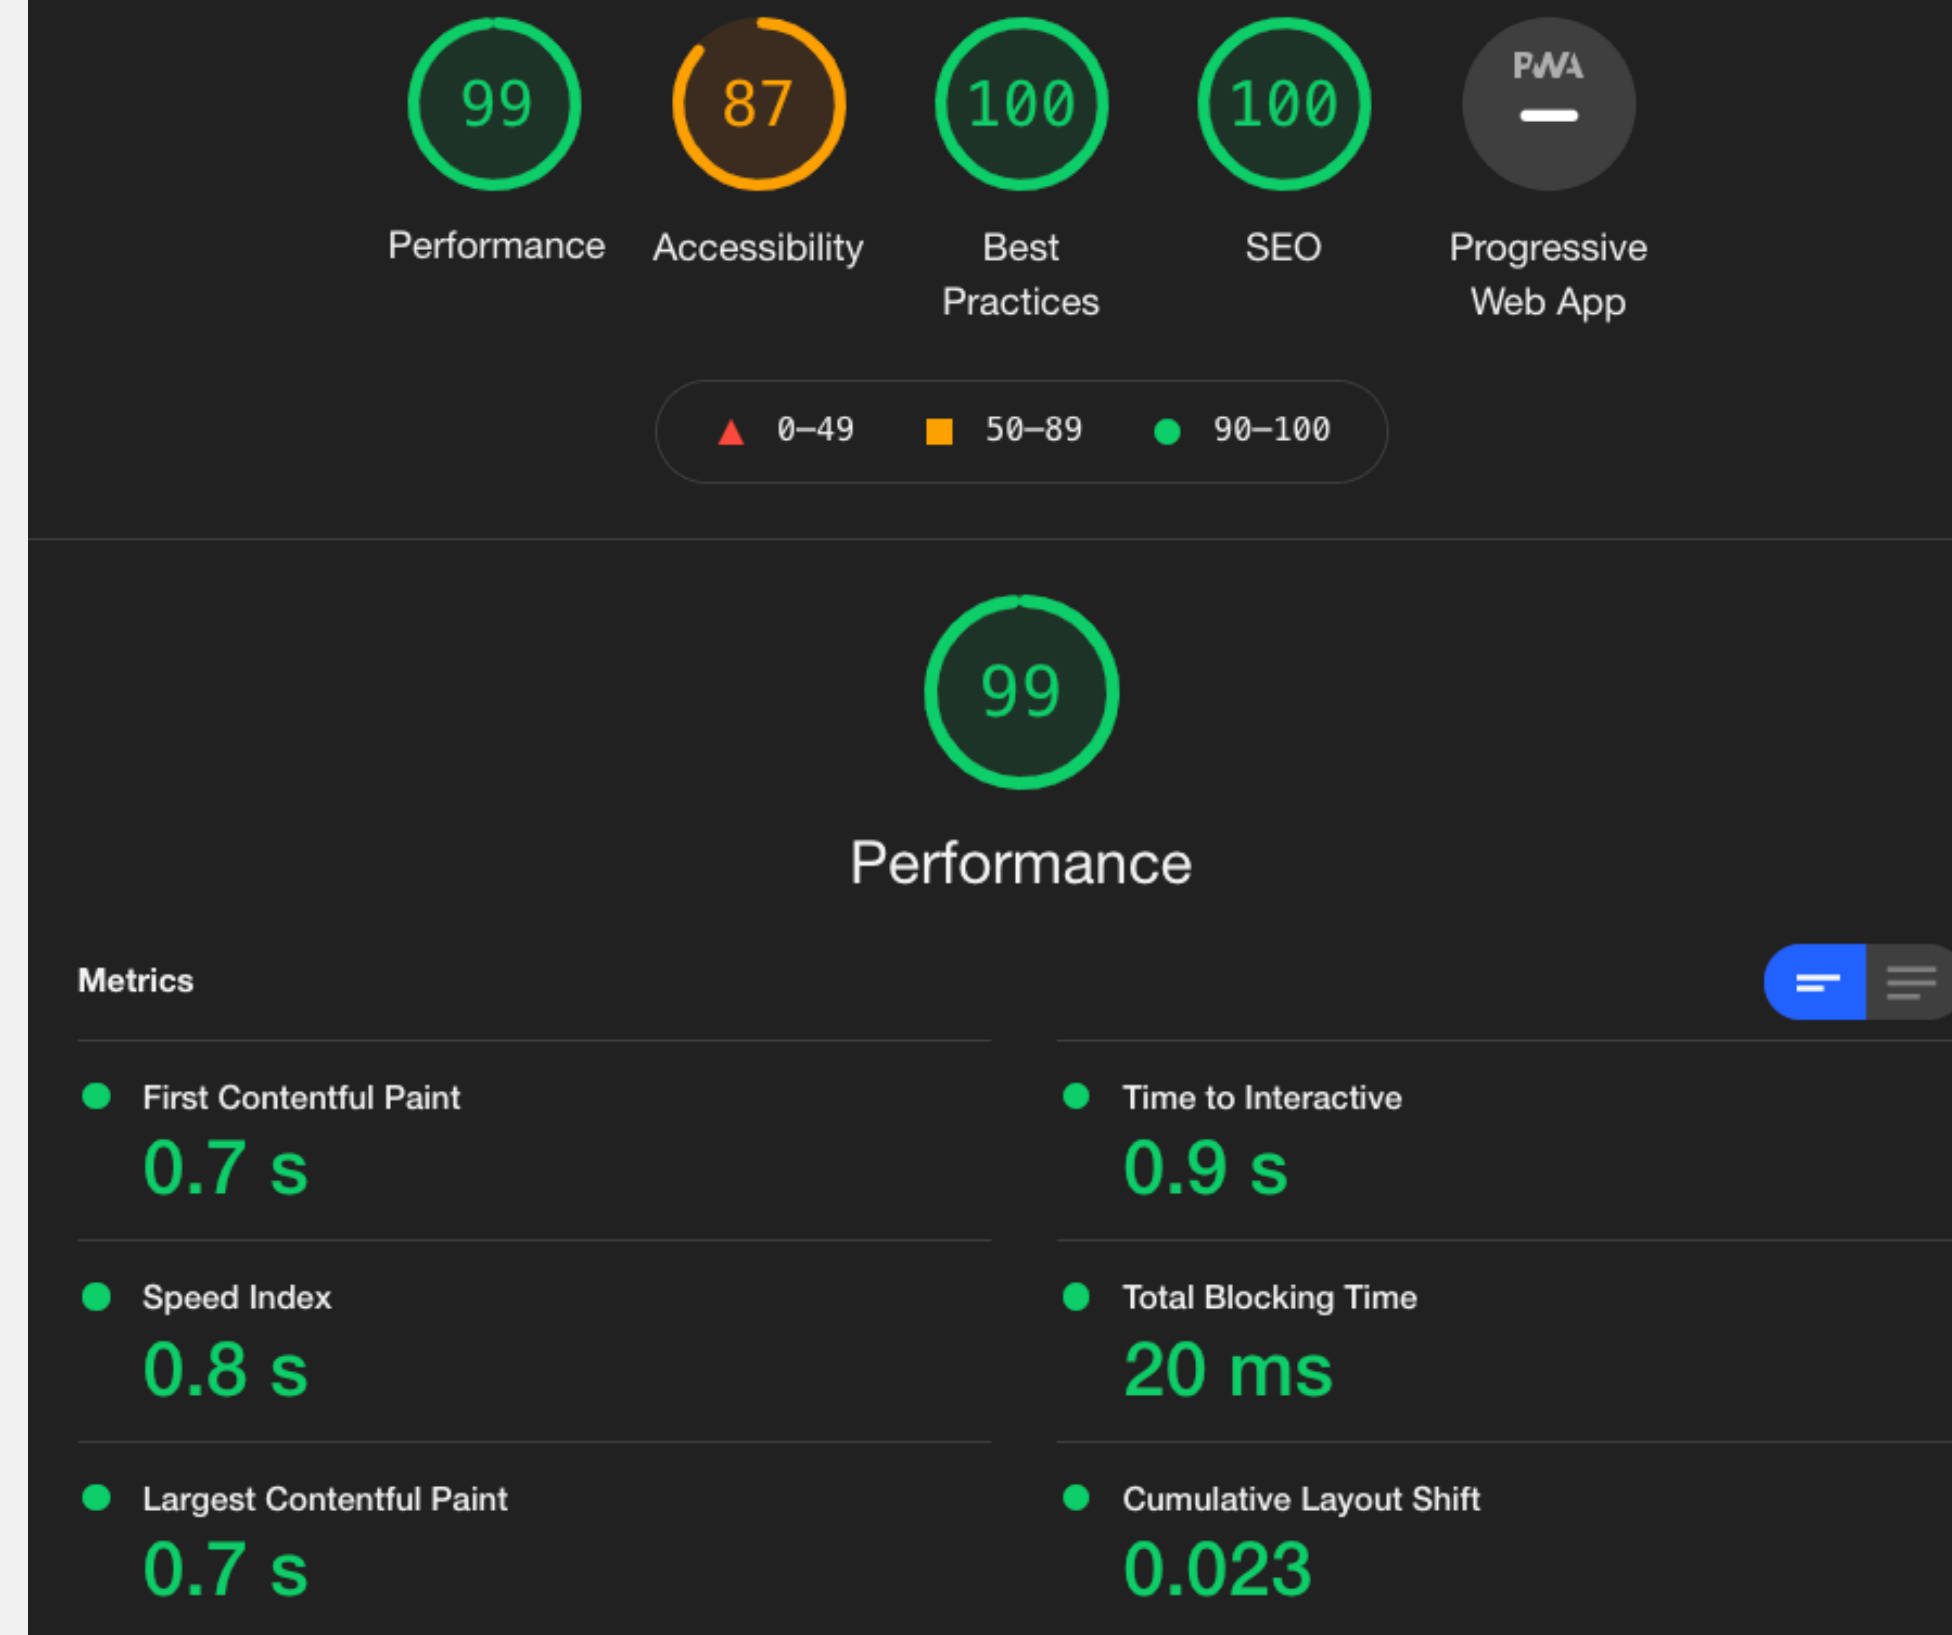 99
87
100
100
PWA
Performance
Accessibility
Best
Practices
SEO
Progressive
Web App
0–49
50–89
90–100
99
Performance
Metrics
First Contentful Paint
0.7 s
Time to Interactive
0.9 s
Speed Index
0.8 s
Total Blocking Time
20 ms
Largest Contentful Paint
0.7 s
Cumulative Layout Shift
0.023